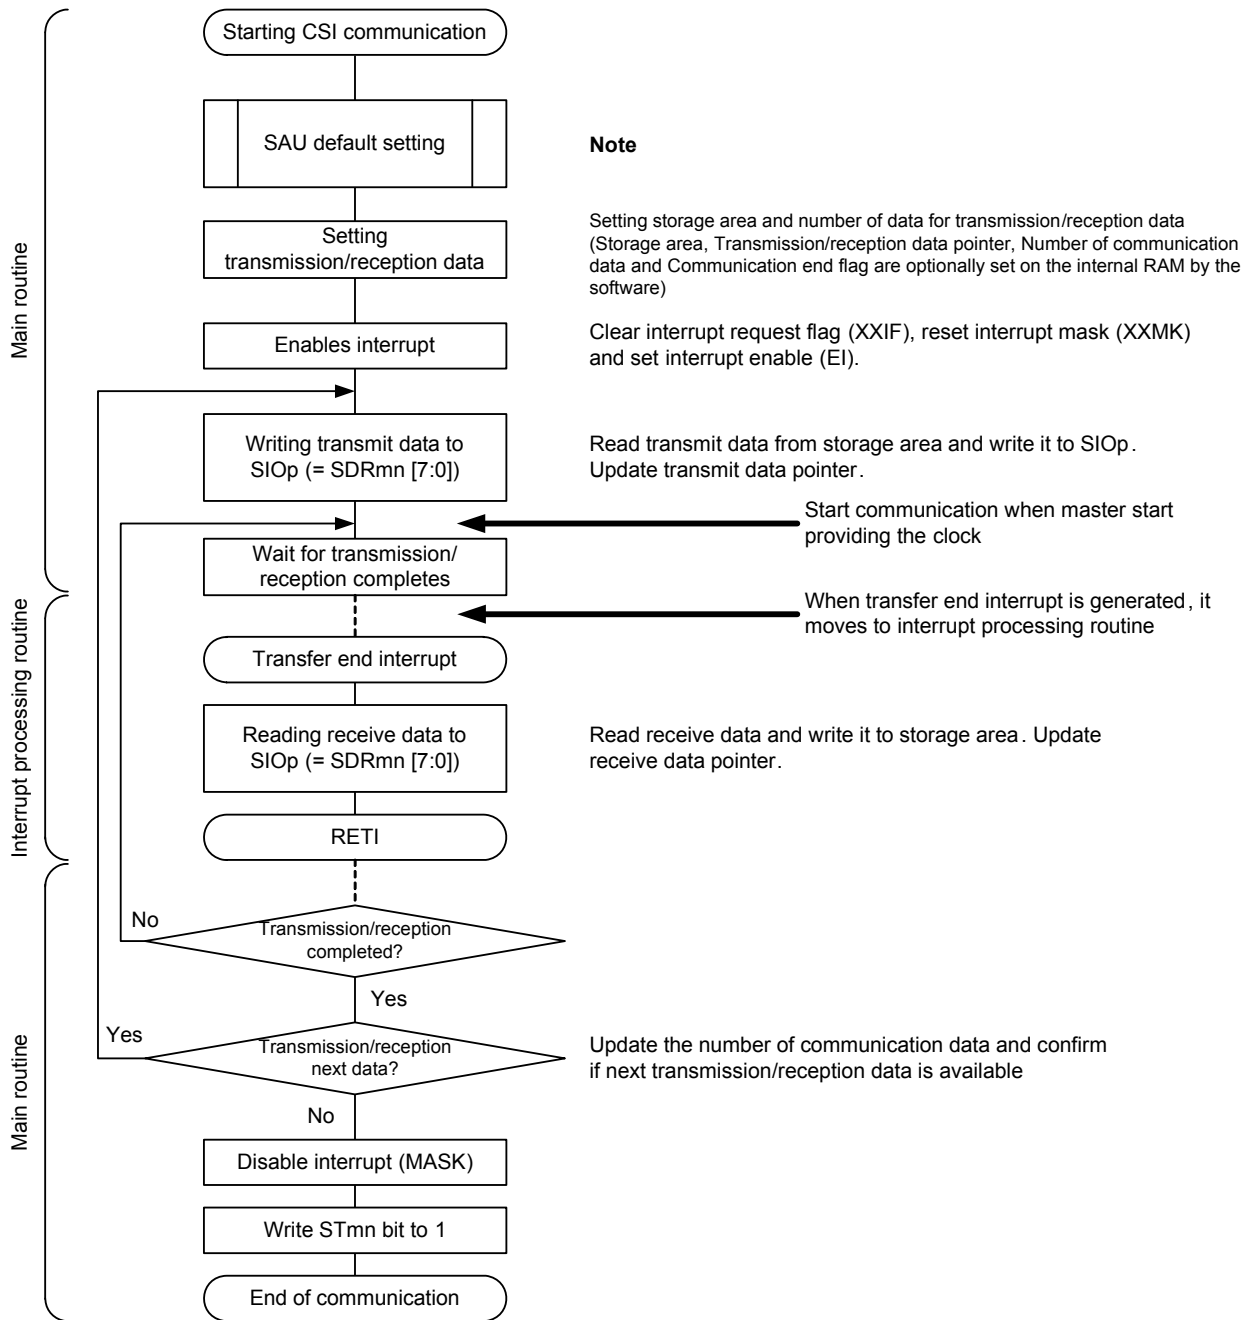 Starting CSI communication
SAU default setting
Note
Setting
transmission/reception data
Setting storage area and number of data for transmission/reception data
(Storage area, Transmission/reception data pointer, Number of communication
data and Communication end flag are optionally set on the internal RAM by the
software)
Main routine
Enables interrupt
Clear interrupt request flag (XXIF), reset interrupt mask (XXMK)
and set interrupt enable (EI).
Writing transmit data to
SIOp (= SDRmn [7:0])
Read transmit data from storage area and write it to SIOp.
Update transmit data pointer.
Start communication when master start
providing the clock
Wait for transmission/
reception completes
When transfer end interrupt is generated, it
moves to interrupt processing routine
Interrupt processing routine
Transfer end interrupt
Reading receive data to
SIOp (= SDRmn [7:0])
Read receive data and write it to storage area. Update
receive data pointer.
RETI
No
Transmission/reception
completed?
Yes
Yes
Transmission/reception
next data?
Update the number of communication data and confirm
if next transmission/reception data is available
No
Main routine
Disable interrupt (MASK)
Write STmn bit to 1
End of communication